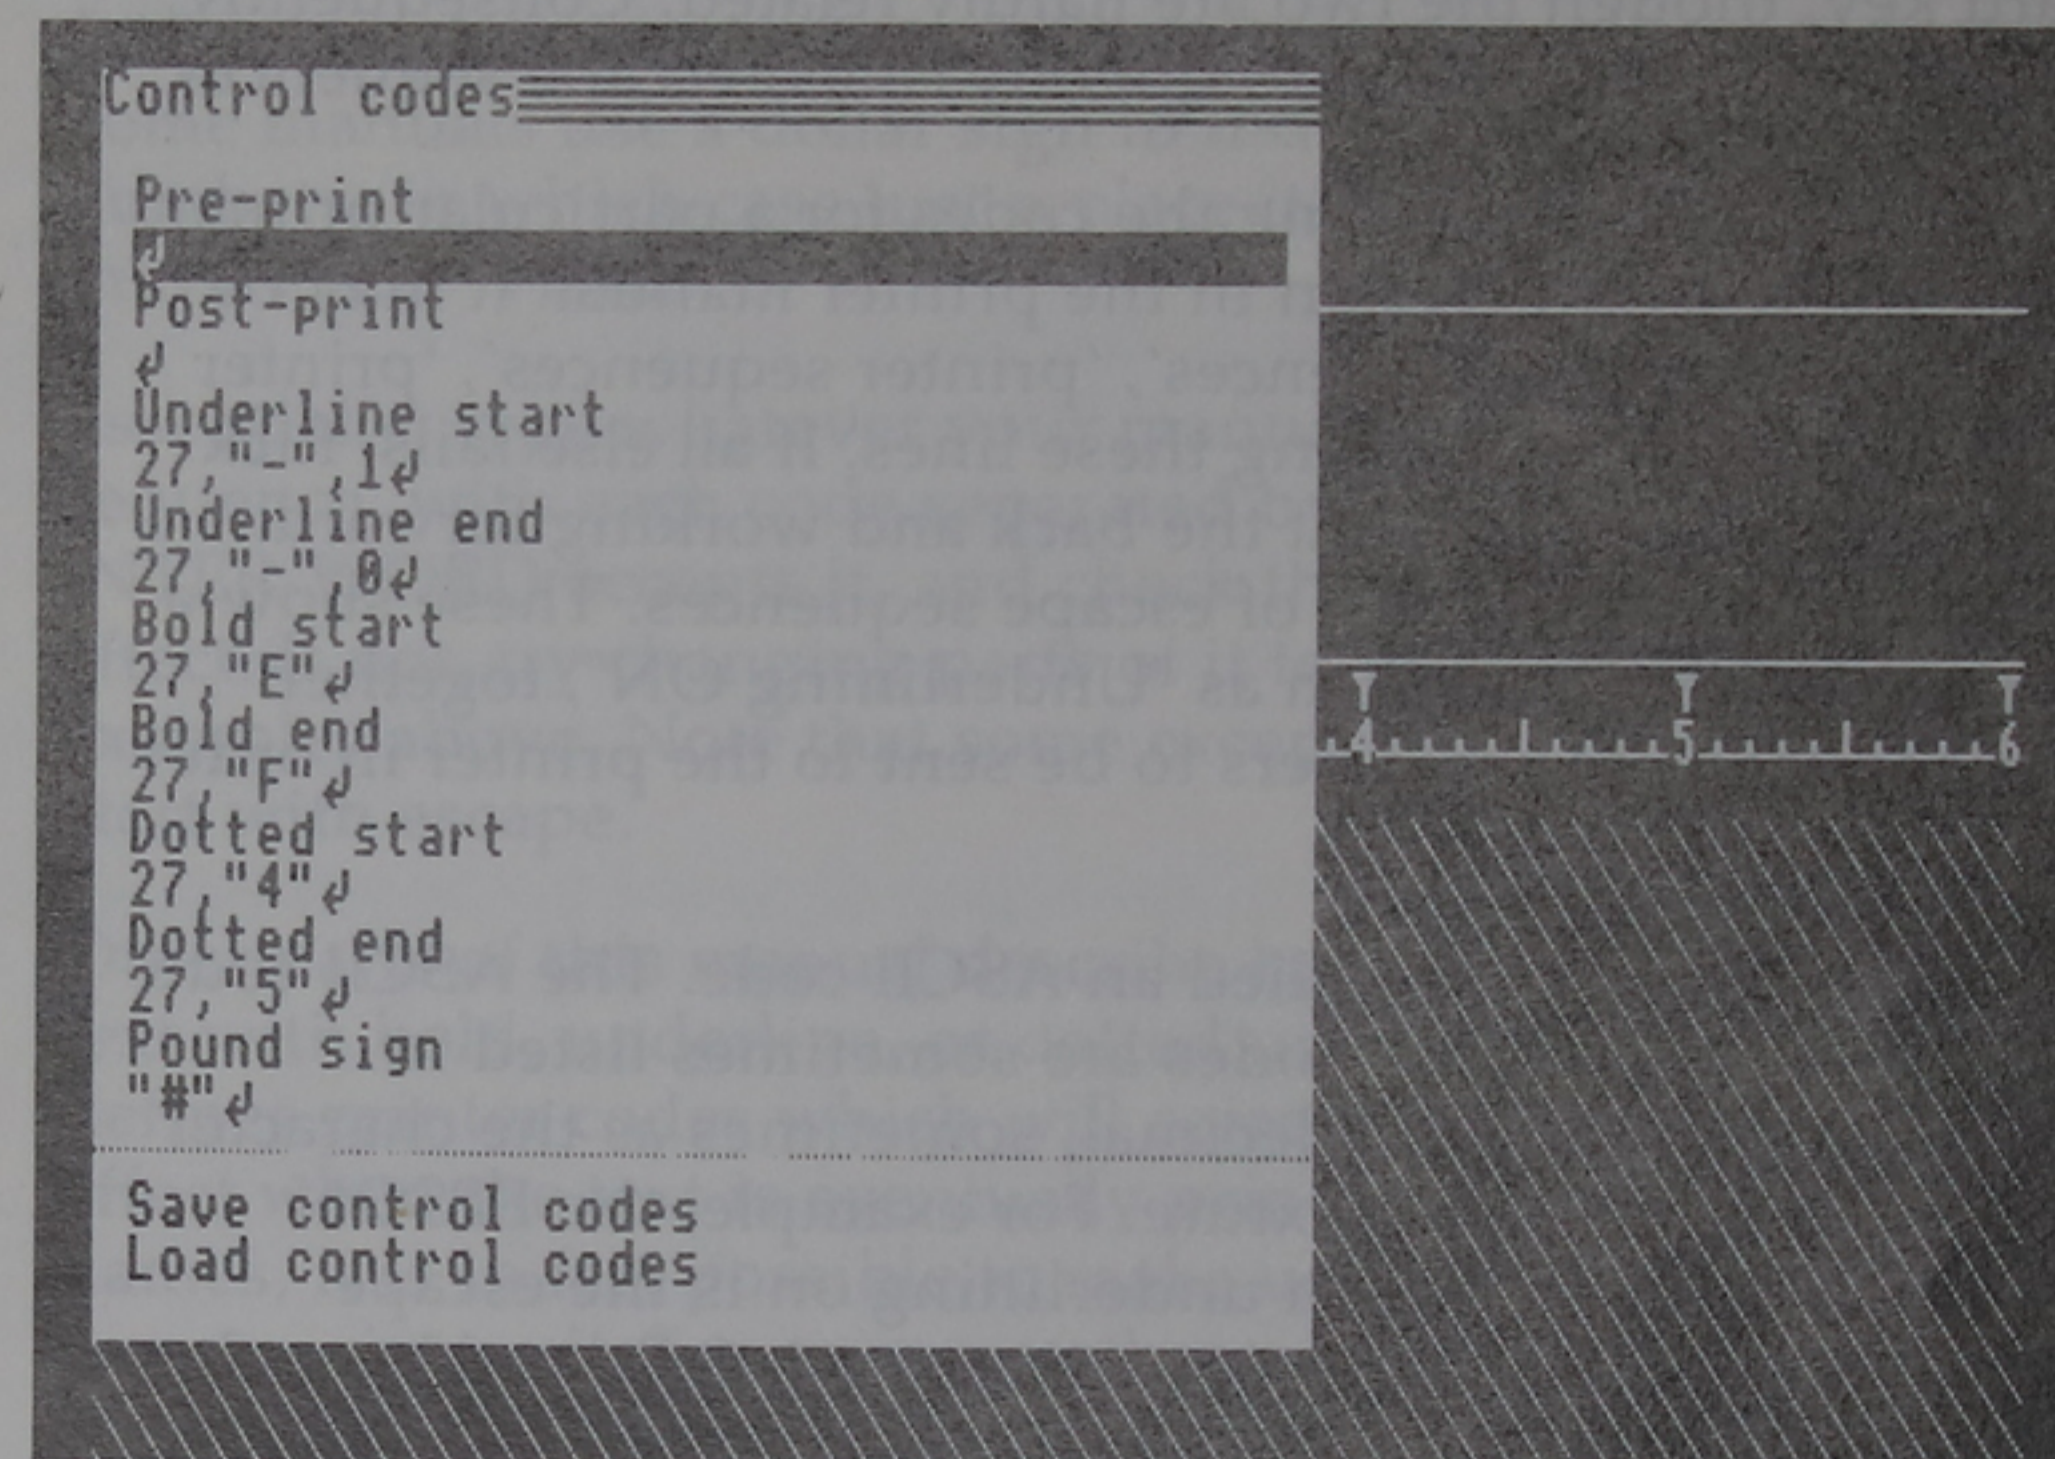 Control codes
Pre-print
↲
Post-print
↲
Underline start
27,"-",1↲
Underline end
27,"-",0↲
Bold start
27,"E"↲
Bold end
27,"F"↲
Dotted start
27,"4"↲
Dotted end
27,"5"↲
Pound sign
"#"↲
Save control codes
Load control codes
4 5 6